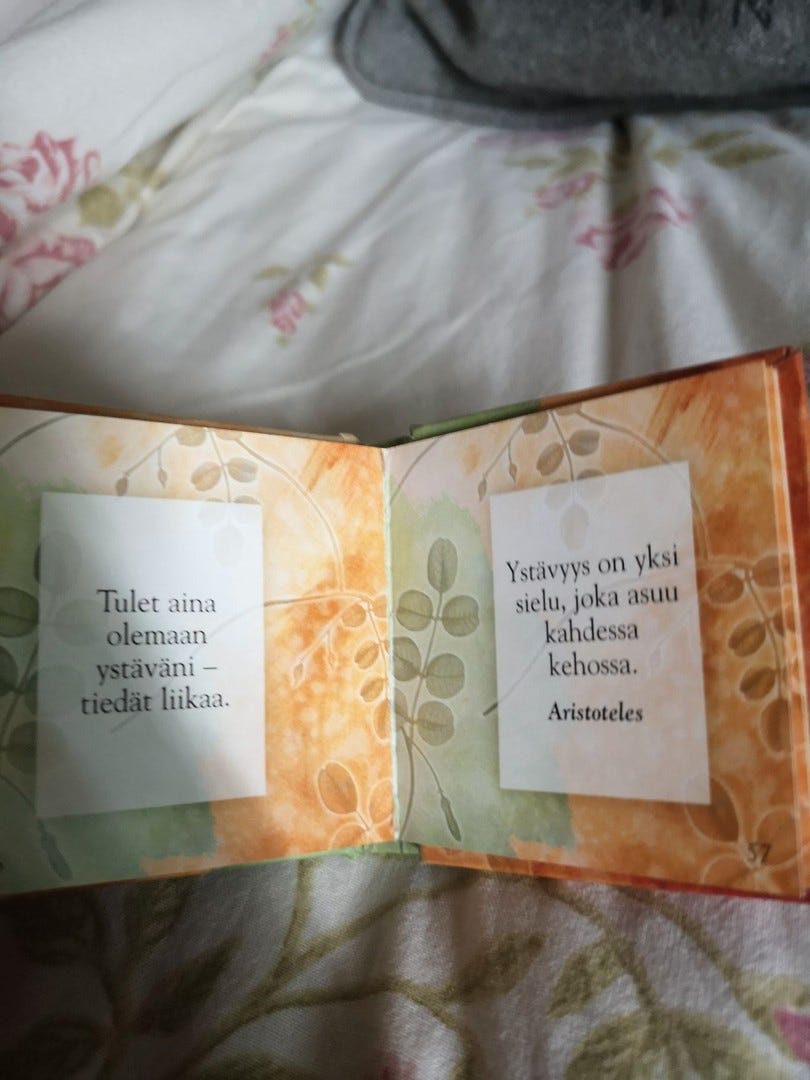 Tulet aina
olemaan
ystäväni –
tiedät liikaa.
Ystävyys on yksi
sielu, joka asuu
kahdessa
kehossa.
Aristoteles
57